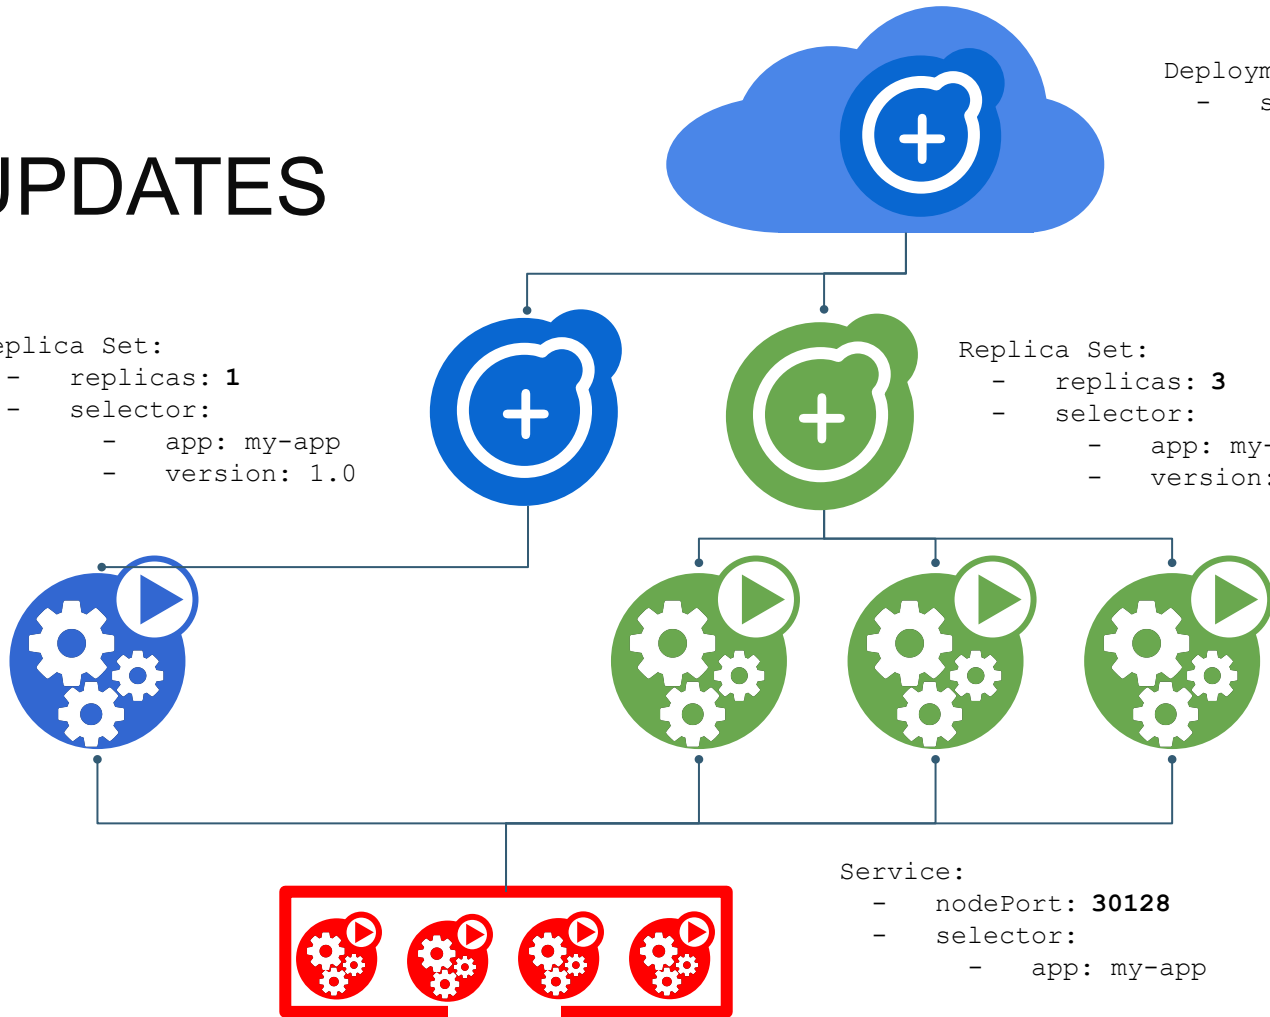 Deploym
- s
UPDATES
eplica Set:
- replicas: 1
- selector:
- app: my-app
- version: 1.0
Replica Set:
- replicas: 3
- selector:
- app: my-
- version:
Service:
- nodePort: 30128
- selector:
- app: my-app